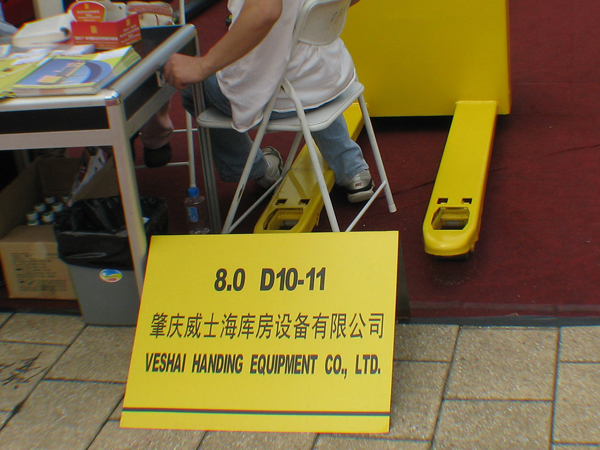 8.0 D10-11
肇庆威士海库房设备有限公司
VESHAI HANDING EQUIPMENT CO., LTD.